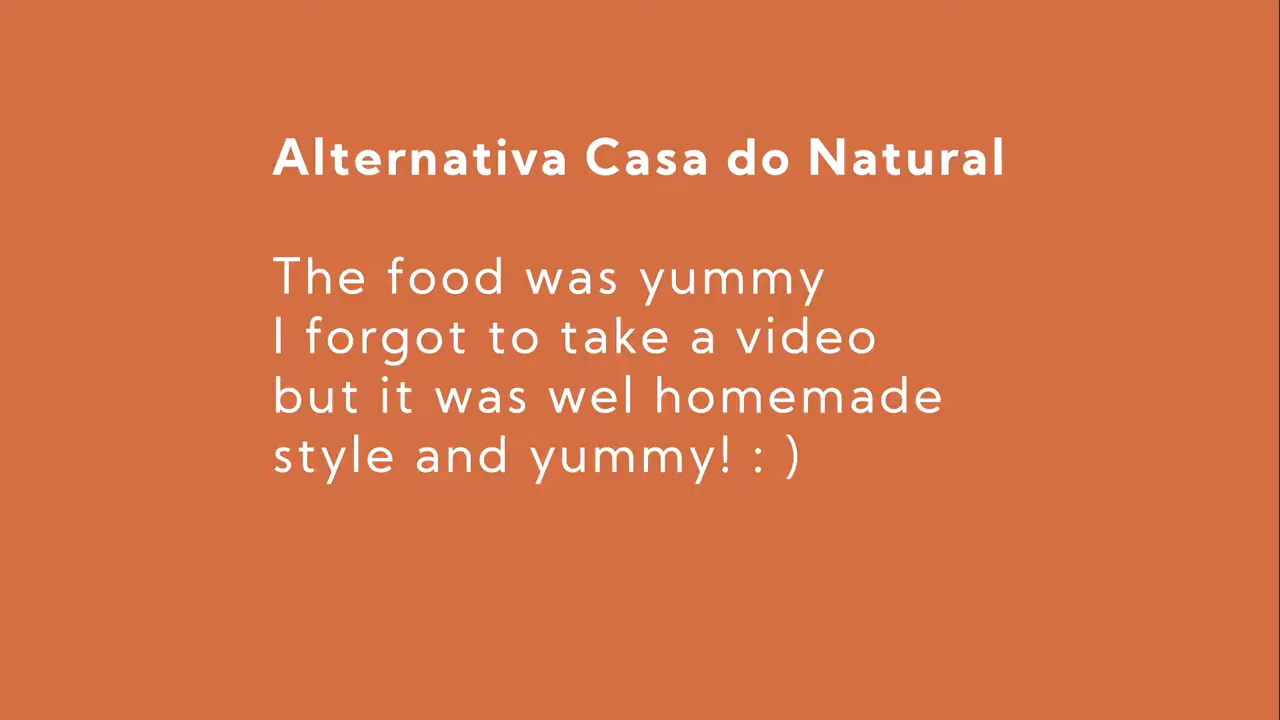 Alternativa Casa do Natural
The food was yummy
I forgot to take a video
but it was wel homemade
style and yummy! : )